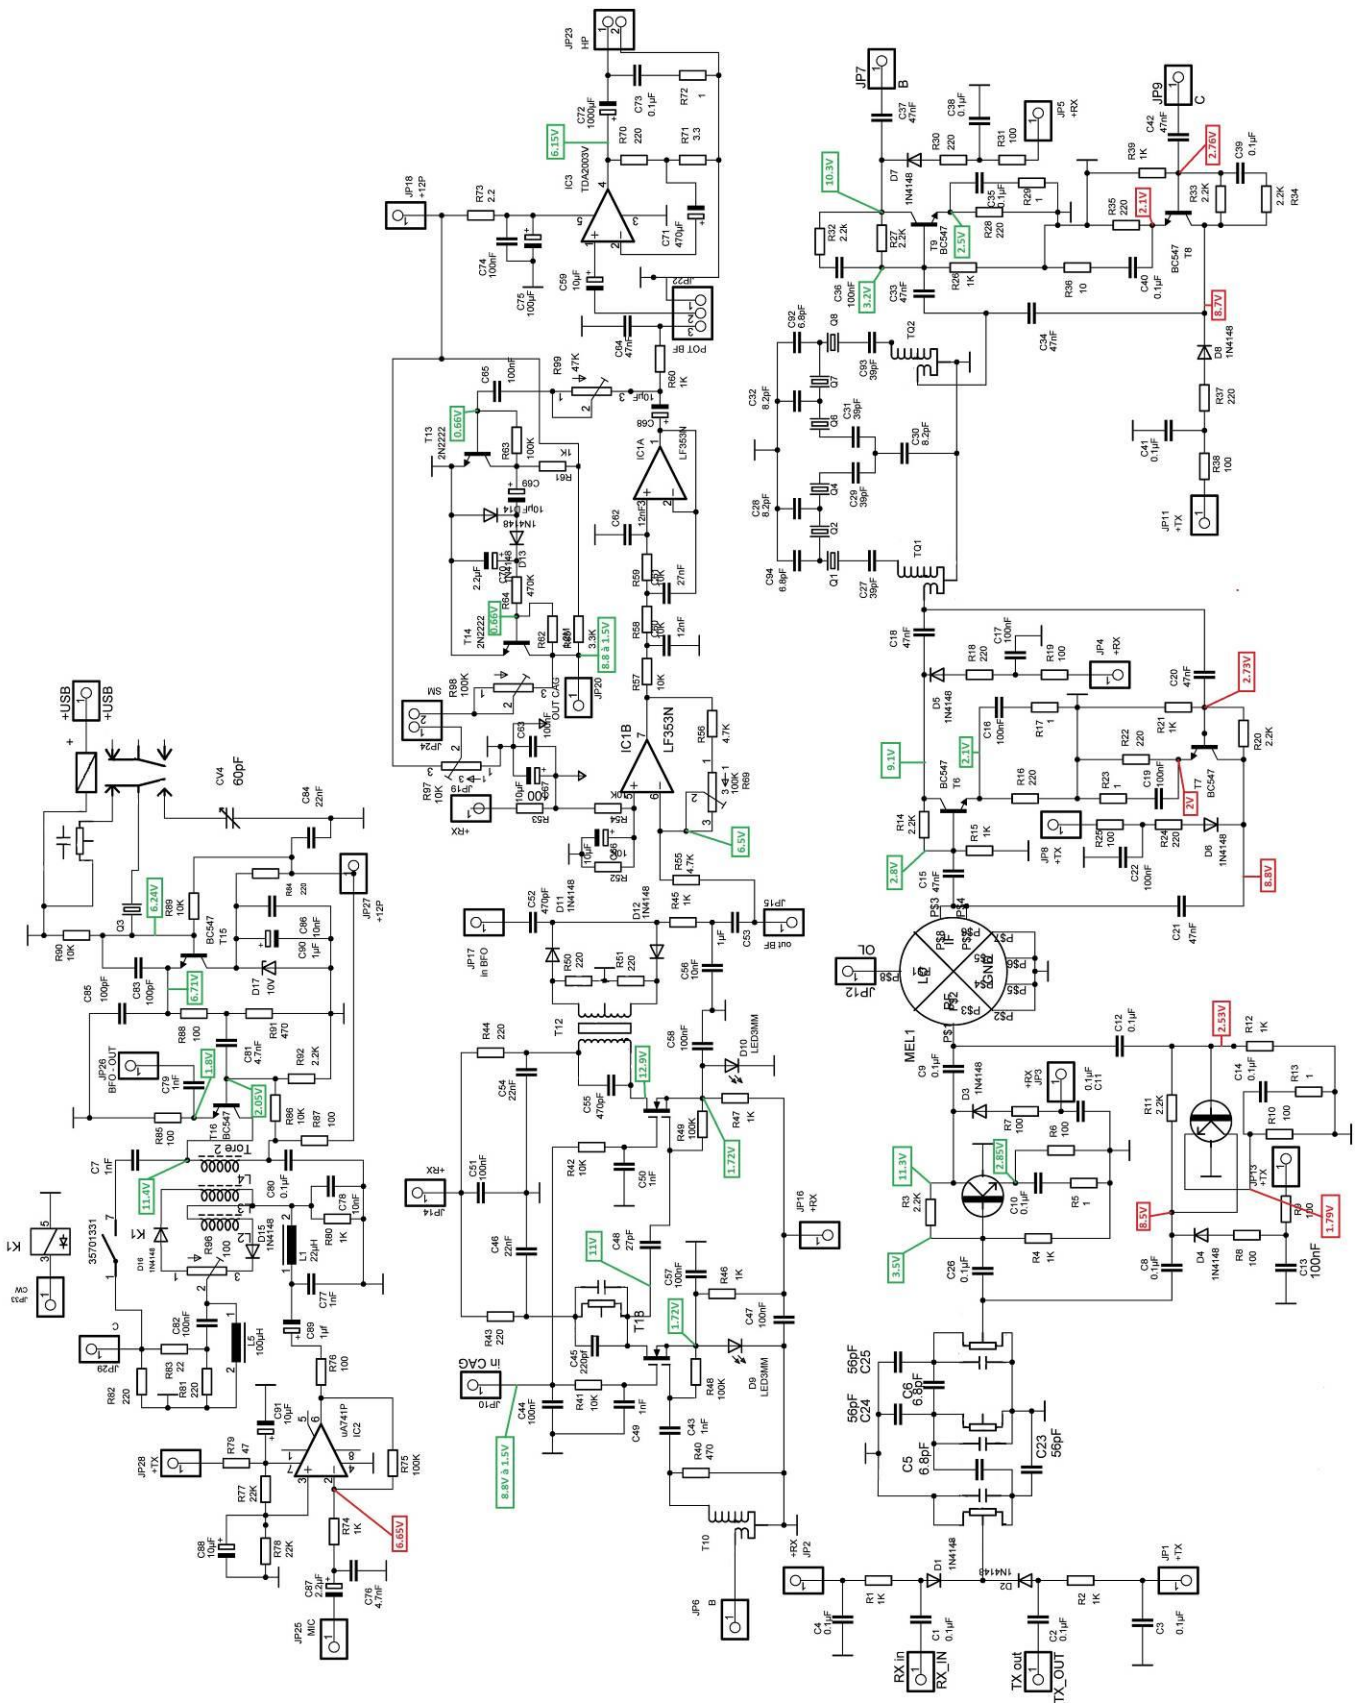 JP23
HP
JP18
+12P
R73
2.2
C74
100nF
C75
100µF
IC3
TDA2003V
6.15V
C72
1000µF
C73
0.1µF
R72
1
R70
220
R71
3.3
C71
470µF
C59
10µF
JP22
POT BF
C64
47nF
R60
1K
R99
47K
C65
100nF
10µF
C68
T13
2N2222
0.66V
R63
100K
1K
R61
C69
10µF
D14
1N4148
D13
1N4148
C70
2.2µF
R64
470K
T14
2N2222
0.66V
R62
3.3K
8.8 à 1.5V
JP20
OUT CAG
R98
100K
SM
JP24
R97
10K
JP19
+RX
C63
100nF
10µF
C67
100
R53
R54
IC1A
LF353N
C62
12nF
R59
10K
27nF
R58
10K
12nF
R57
10K
IC1B
LF353N
R56
4.7K
100K
R69
6.5V
R55
4.7K
10µF
R52
JP17
in BFO
C52
470pF
D11
1N4148
D12
1N4148
R45
1K
R50
220
R51
220
1µF
C53
JP15
out BF
C56
10nF
T12
C58
100nF
D10
LED3MM
R44
220
C54
22nF
C55
470pF
12.9V
R49
100K
R47
1K
1.72V
R42
10K
C50
1nF
JP14
+RX
C51
100nF
C46
22nF
C48
27pF
11V
R43
220
C45
220pf
T18
C57
100nF
R46
1K
JP16
+RX
C47
100nF
1.72V
D9
LED3MM
R48
100K
in CAG
JP10
R41
10K
C44
100nF
C49
1nF
C43
1nF
R40
470
8.8V à 1.5V
T10
JP6
B
+USB
+USB
CV4
60pF
C84
22nF
R84
220
JP27
+12P
Q3
6.24V
R89
10K
R90
10K
BC547
T15
C86
10nF
C90
1µF
D17
10V
C85
100pF
C83
100pF
6.71V
R88
100
R91
470
C81
4.7nF
R92
2.2K
JP26
BFO - OUT
C79
1nF
1.8V
2.05V
R85
100
T16
BC547
R86
10K
R87
100
Tore 2
C7
1nF
11.4V
L4
L3
L2
C80
0.1µF
C78
10nF
R80
1K
K1
K1
35701331
D16
1N4148
D15
1N4148
R96
100
L1
22µH
C77
1nF
JP33
CW
C
JP29
R83
22
R82
220
R81
220
C82
100nF
L5
100µH
C89
1µf
R76
100
C91
10µF
uA741P
IC2
R75
100K
JP28
+TX
R79
47
R77
22K
R78
22K
C88
10µF
R74
1K
6.65V
C87
2.2µF
C76
4.7nF
JP25
MIC
JP7
B
C37
47nF
C38
0.1µF
JP5
+RX
R30
220
R31
100
D7
1N4148
10.3V
R32
2.2k
R27
2.2K
C36
100nF
3.2V
T9
BC547
C35
0.1µF
R29
1
R28
220
2.5V
R26
1K
C33
47nF
JP9
C
C42
47nF
R39
1K
2.76V
C39
0.1µF
R35
220
2.1V
R33
2.2K
2.2K
R34
BC547
T8
R36
10
C40
0.1µF
8.7V
C34
47nF
D8
1N4148
R37
220
C41
0.1µF
R38
100
JP11
+TX
C92
6.8pF
Q8
C93
39pF
TQ2
C32
8.2pF
Q7
Q6
C31
39pF
C30
8.2pF
C29
39pF
C28
8.2pF
Q4
Q2
C94
6.8pF
Q1
C27
39pF
TQ1
C18
47nF
C17
100nF
R18
220
R19
100
JP4
+RX
D5
1N4148
C20
47nF
2.73V
9.1V
2.1V
BC547
T6
C16
100nF
R17
1
R21
1K
R20
2.2K
R14
2.2K
R16
220
R22
220
R23
1
C19
100nF
T7
BC547
2V
R15
1K
2.8V
JP8
+TX
R25
100
R24
220
C22
100nF
D6
1N4148
8.8V
C15
47nF
C21
47nF
OL
JP12
MEL1
LO
RF
IF
GND
P$8
P$3
P$7
P$6
P$5
P$2
P$1
C12
0.1µF
2.53V
R12
1K
C14
0.1µF
R13
1
R10
100
R11
2.2K
JP13
+TX
R9
100
1.79V
8.5V
D4
1N4148
R8
100
C13
100nF
C8
0.1µF
C9
0.1µF
D3
1N4148
+RX
JP3
R7
100
0.1µF
C11
R6
100
2.85V
11.3V
R3
2.2K
C10
0.1µF
R5
1
R4
1K
3.5V
C26
0.1µF
56pF
C25
C6
6.8pF
56pF
C24
C5
6.8pF
C23
56pF
+RX
JP2
R1
1K
D1
1N4148
C4
0.1µF
C1
0.1µF
RX in
RX_IN
1N4148
D2
R2
1K
JP1
+TX
C3
0.1µF
C2
0.1µF
TX out
TX_OUT